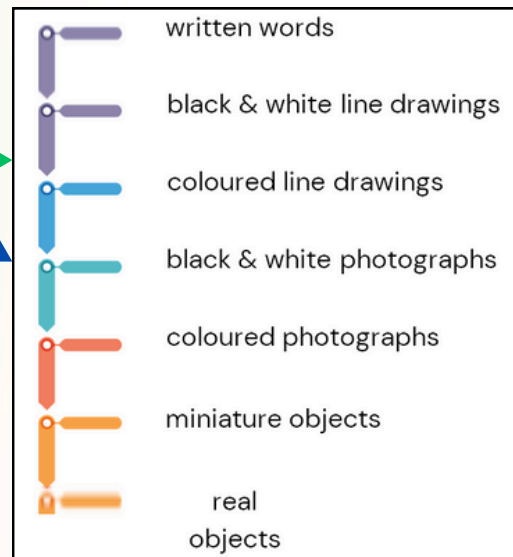 written words
black & white line drawings
coloured line drawings
black & white photographs
coloured photographs
miniature objects
real
objects